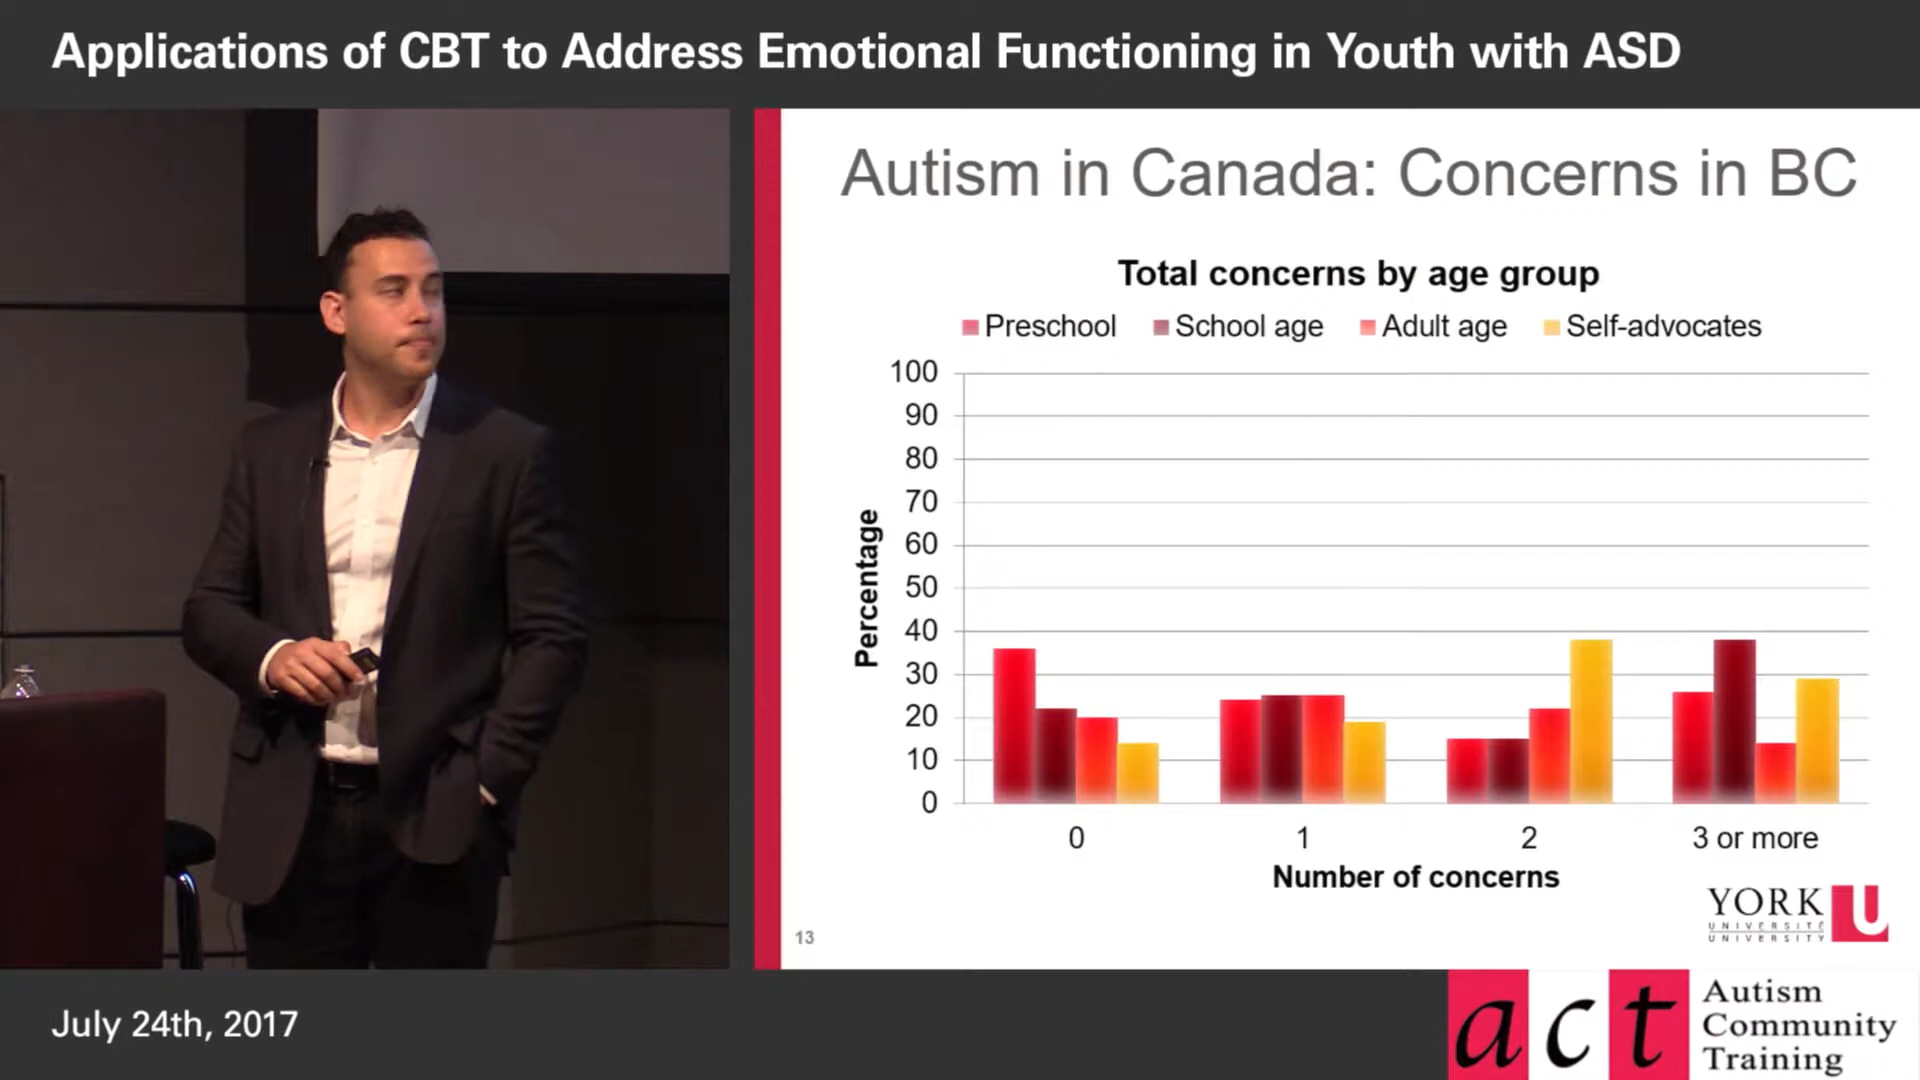 Applications of CBT to Address Emotional Functioning in Youth with ASD
Autism in Canada: Concerns in BC
Total concerns by age group
Preschool School age Adult age Self-advocates
100
90
80
70
60
50
40
30
20
10
0
Percentage
0 1 2 3 or more
Number of concerns
YORK U
UNIVERSITÉ
UNIVERSITY
13
July 24th, 2017
act
Autism
Community
Training